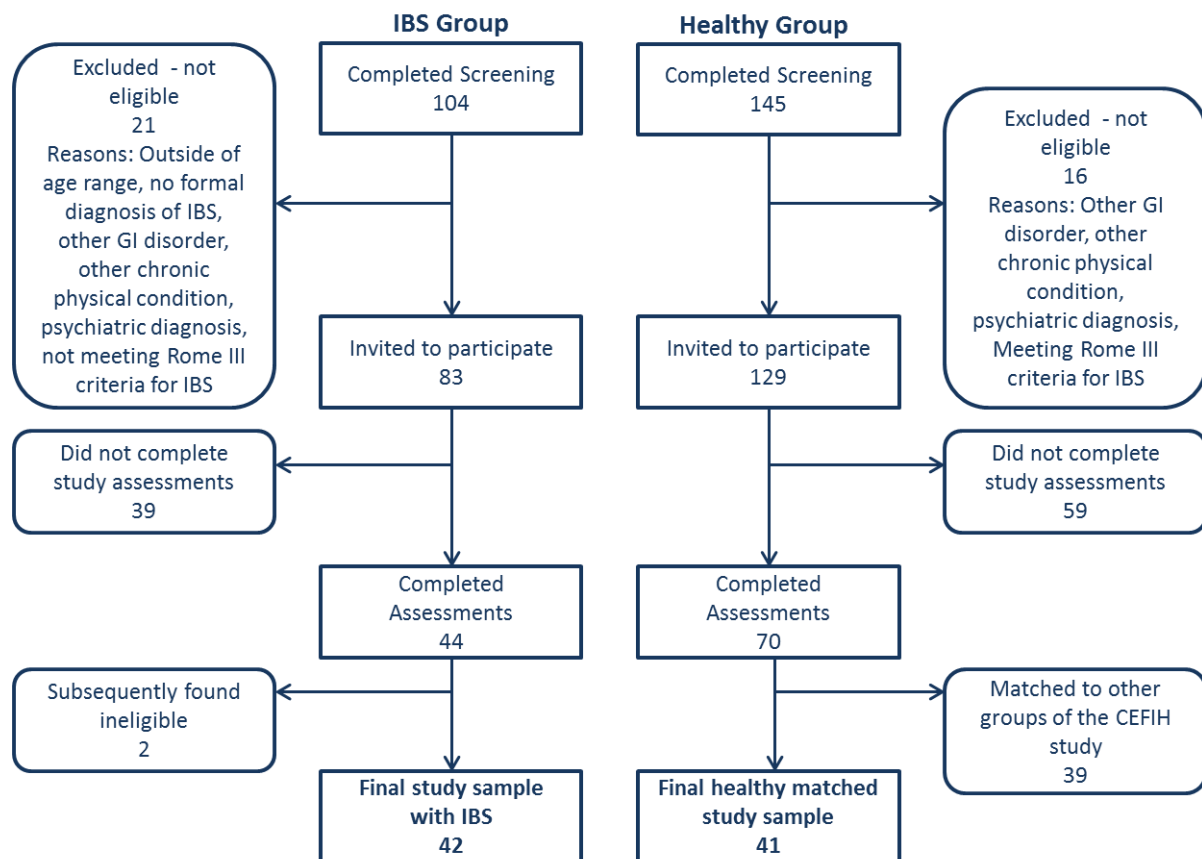 IBS Group
Completed Screening
104
Excluded - not
eligible
21
Reasons: Outside of
age range, no formal
diagnosis of IBS,
other GI disorder,
other chronic
physical condition,
psychiatric diagnosis,
not meeting Rome III
criteria for IBS
Invited to participate
83
Did not complete
study assessments
39
Completed
Assessments
44
Subsequently found
ineligible
2
Final study sample
with IBS
42
Healthy Group
Completed Screening
145
Excluded - not
eligible
16
Reasons: Other GI
disorder, other
chronic physical
condition,
psychiatric diagnosis,
Meeting Rome III
criteria for IBS
Invited to participate
129
Did not complete
study assessments
59
Completed
Assessments
70
Matched to other
groups of the CEFIH
study
39
Final healthy matched
study sample
41